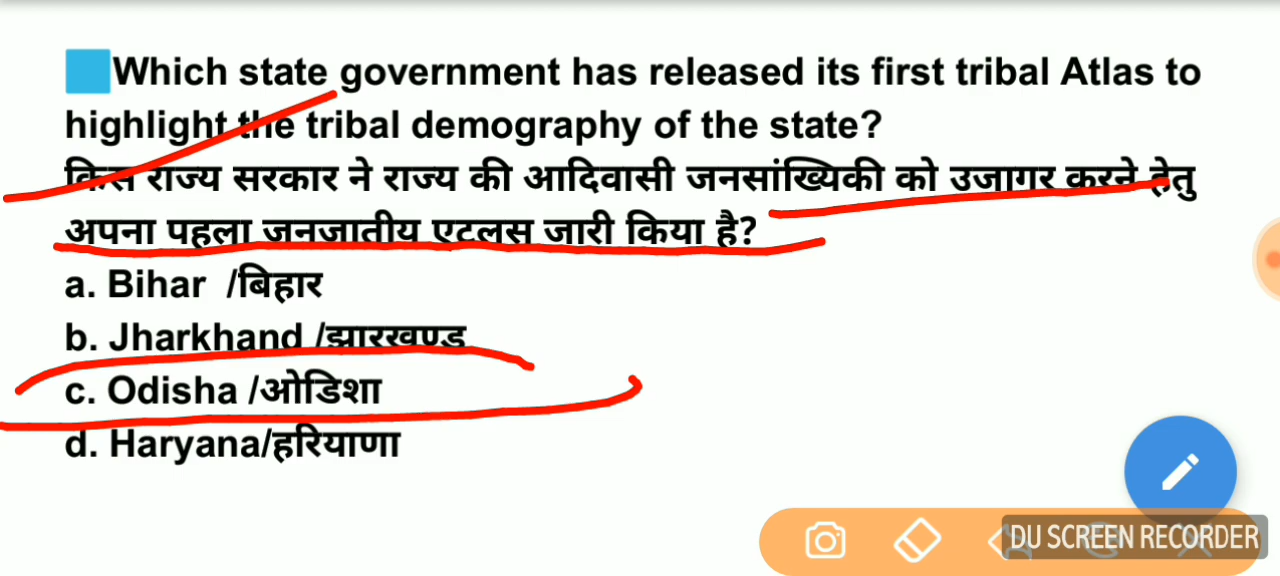 Which state government has released its first tribal Atlas to
highlight the tribal demography of the state?
किस राज्य सरकार ने राज्य की आदिवासी जनसांख्यिकी को उजागर करने हेतु
अपना पहला जनजातीय एटलस जारी किया है?
a. Bihar /बिहार
b. Jharkhand /झारखण्ड
c. Odisha /ओडिशा
d. Haryana/हरियाणा
DU SCREEN RECORDER